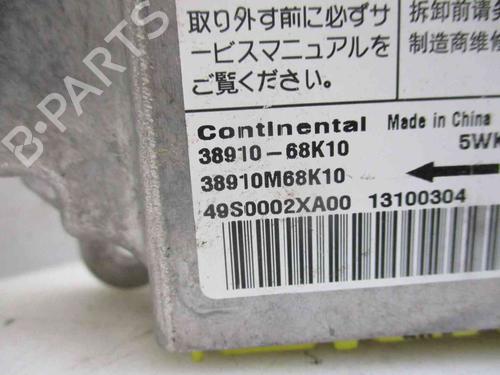 取り外す前に必ずサ
ービスマニュアルを
ご覧ください。
拆卸前请
制造商维修
Continental Made in China
5WK
38910-68K10
38910M68K10
49S0002XA00 13100304
B-PARTS